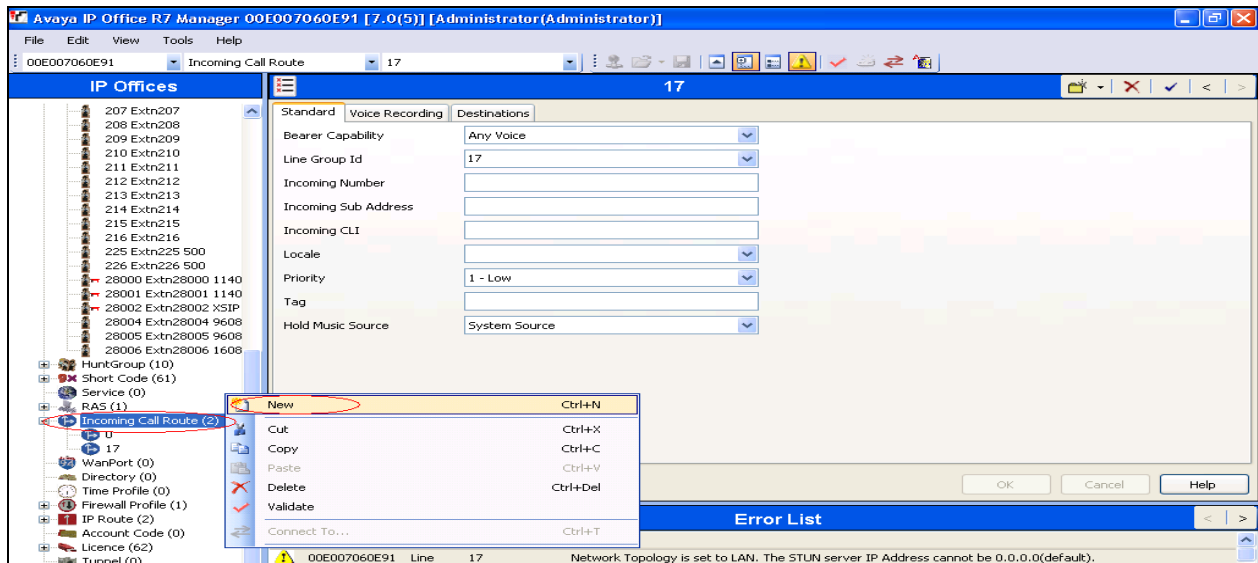 Avaya IP Office R7 Manager 00E007060E91 [7.0(5)] [Administrator(Administrator)]
File Edit View Tools Help
00E007060E91 Incoming Call Route 17
IP Offices
207 Extn207
208 Extn208
209 Extn209
210 Extn210
211 Extn211
212 Extn212
213 Extn213
214 Extn214
215 Extn215
216 Extn216
225 Extn225 500
226 Extn226 500
28000 Extn28000 1140
28001 Extn28001 1140
28002 Extn28002 XSIP
28004 Extn28004 9608
28005 Extn28005 9608
28006 Extn28006 1608
HuntGroup (10)
Short Code (61)
Service (0)
RAS (1)
Incoming Call Route (2)
0
17
WanPort (0)
Directory (0)
Time Profile (0)
Firewall Profile (1)
IP Route (2)
Account Code (0)
Licence (62)
Tunnel (0)
17
Standard Voice Recording Destinations
Bearer Capability Any Voice
Line Group Id 17
Incoming Number
Incoming Sub Address
Incoming CLI
Locale
Priority 1 - Low
Tag
Hold Music Source System Source
New Ctrl+N
Cut Ctrl+X
Copy Ctrl+C
Paste Ctrl+V
Delete Ctrl+Del
Validate
Connect To... Ctrl+T
OK Cancel Help
Error List
00E007060E91 Line 17 Network Topology is set to LAN. The STUN server IP Address cannot be 0.0.0.0(default).